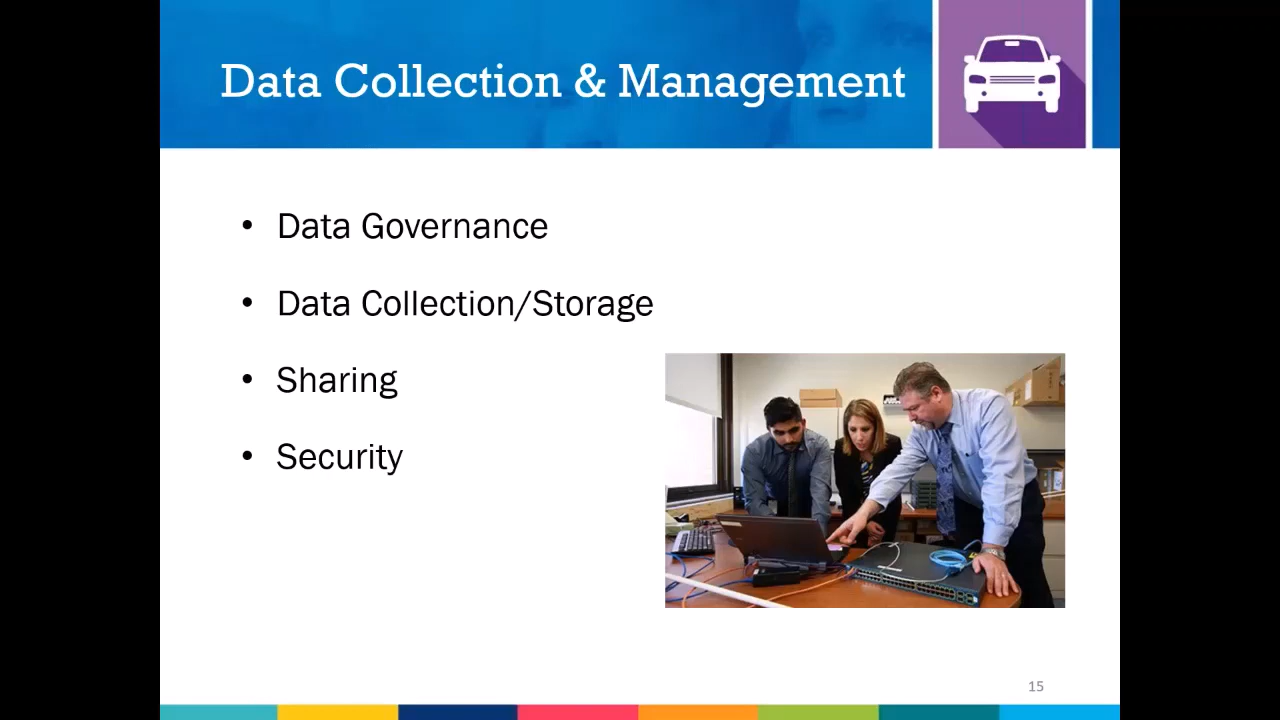 Data Collection & Management
• Data Governance
• Data Collection/Storage
• Sharing
• Security
15